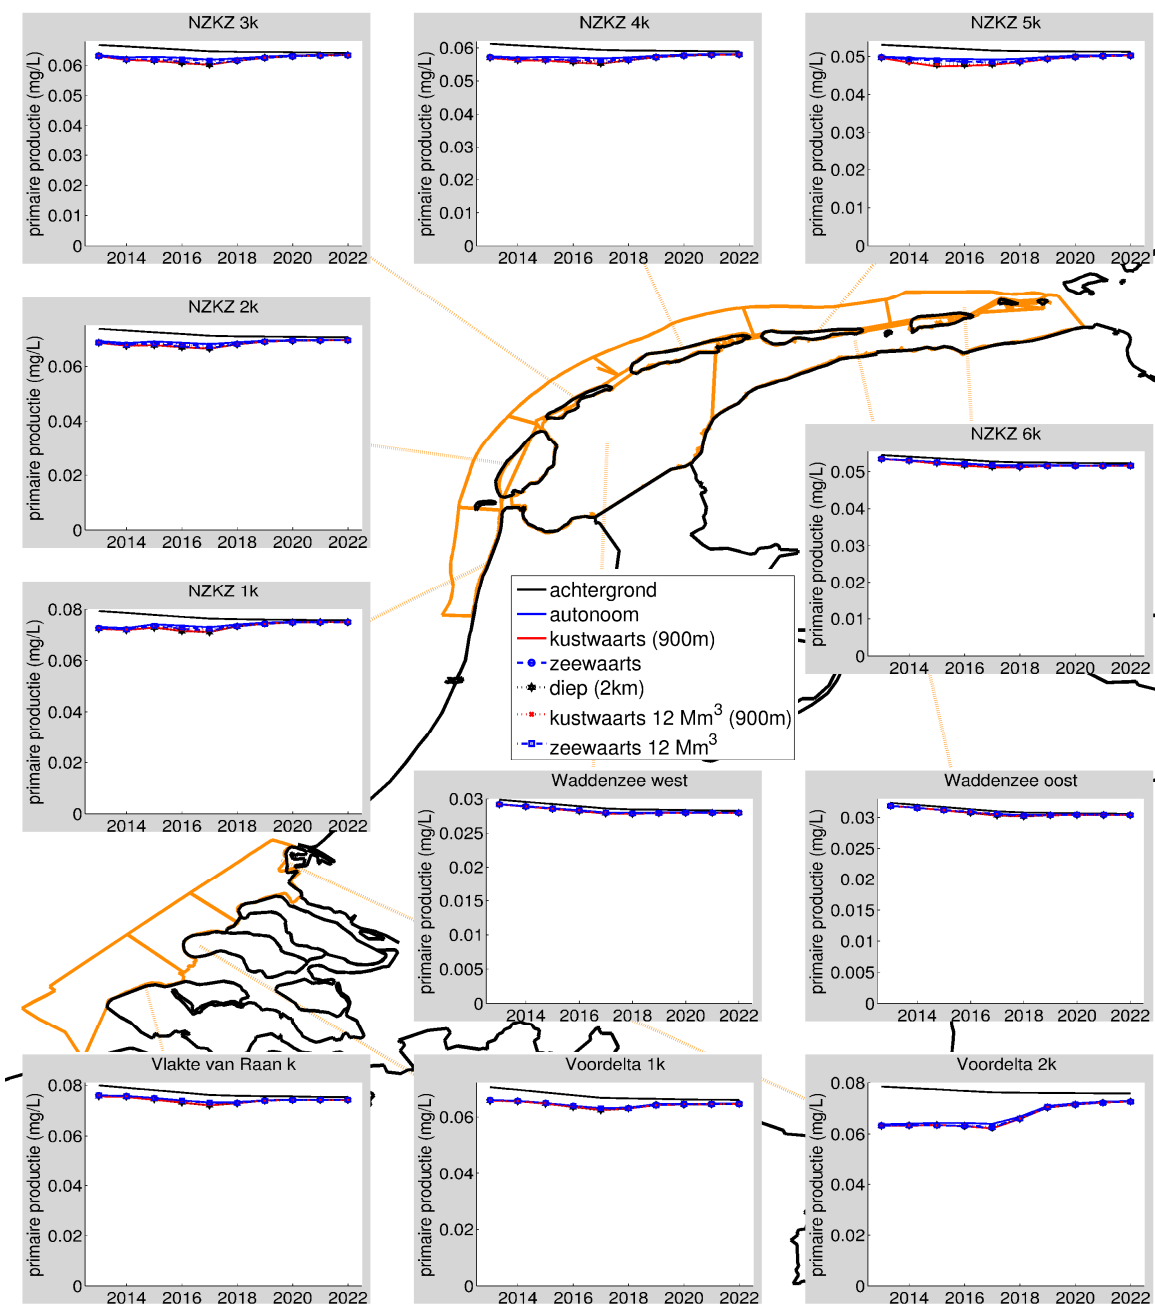 NZKZ 3k
primaire productie (mg/L)
0.06
0.05
0.04
0.03
0.02
0.01
0
2014 2016 2018 2020 2022
NZKZ 4k
primaire productie (mg/L)
0.06
0.05
0.04
0.03
0.02
0.01
0
2014 2016 2018 2020 2022
NZKZ 5k
primaire productie (mg/L)
0.05
0.04
0.03
0.02
0.01
0
2014 2016 2018 2020 2022
NZKZ 2k
primaire productie (mg/L)
0.06
0.04
0.02
0
2014 2016 2018 2020 2022
NZKZ 6k
primaire productie (mg/L)
0.05
0.04
0.03
0.02
0.01
0
2014 2016 2018 2020 2022
NZKZ 1k
primaire productie (mg/L)
0.08
0.06
0.04
0.02
0
2014 2016 2018 2020 2022
achtergrond
autonoom
kustwaarts (900m)
zeewaarts
diep (2km)
kustwaarts 12 Mm³ (900m)
zeewaarts 12 Mm³
Waddenzee west
primaire productie (mg/L)
0.03
0.025
0.02
0.015
0.01
0.005
0
2014 2016 2018 2020 2022
Waddenzee oost
primaire productie (mg/L)
0.03
0.025
0.02
0.015
0.01
0.005
0
2014 2016 2018 2020 2022
Vlakte van Raan k
primaire productie (mg/L)
0.08
0.06
0.04
0.02
0
2014 2016 2018 2020 2022
Voordelta 1k
primaire productie (mg/L)
0.06
0.04
0.02
0
2014 2016 2018 2020 2022
Voordelta 2k
primaire productie (mg/L)
0.08
0.06
0.04
0.02
0
2014 2016 2018 2020 2022